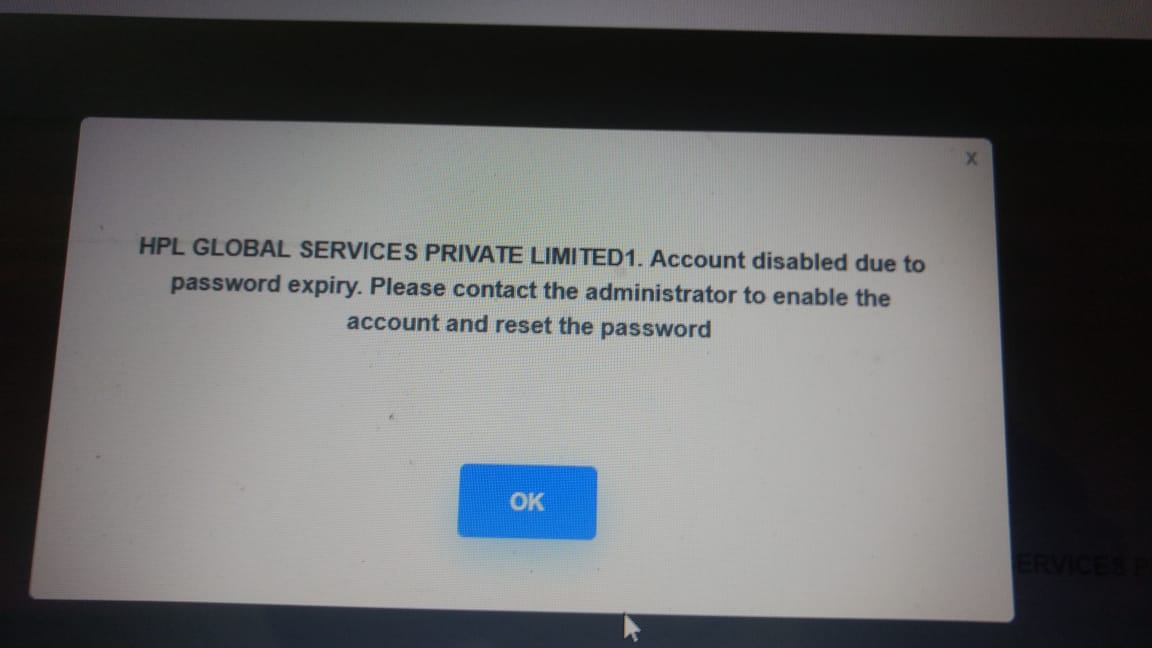 X
HPL GLOBAL SERVICES PRIVATE LIMITED1. Account disabled due to
password expiry. Please contact the administrator to enable the
account and reset the password
OK
ERVICES P